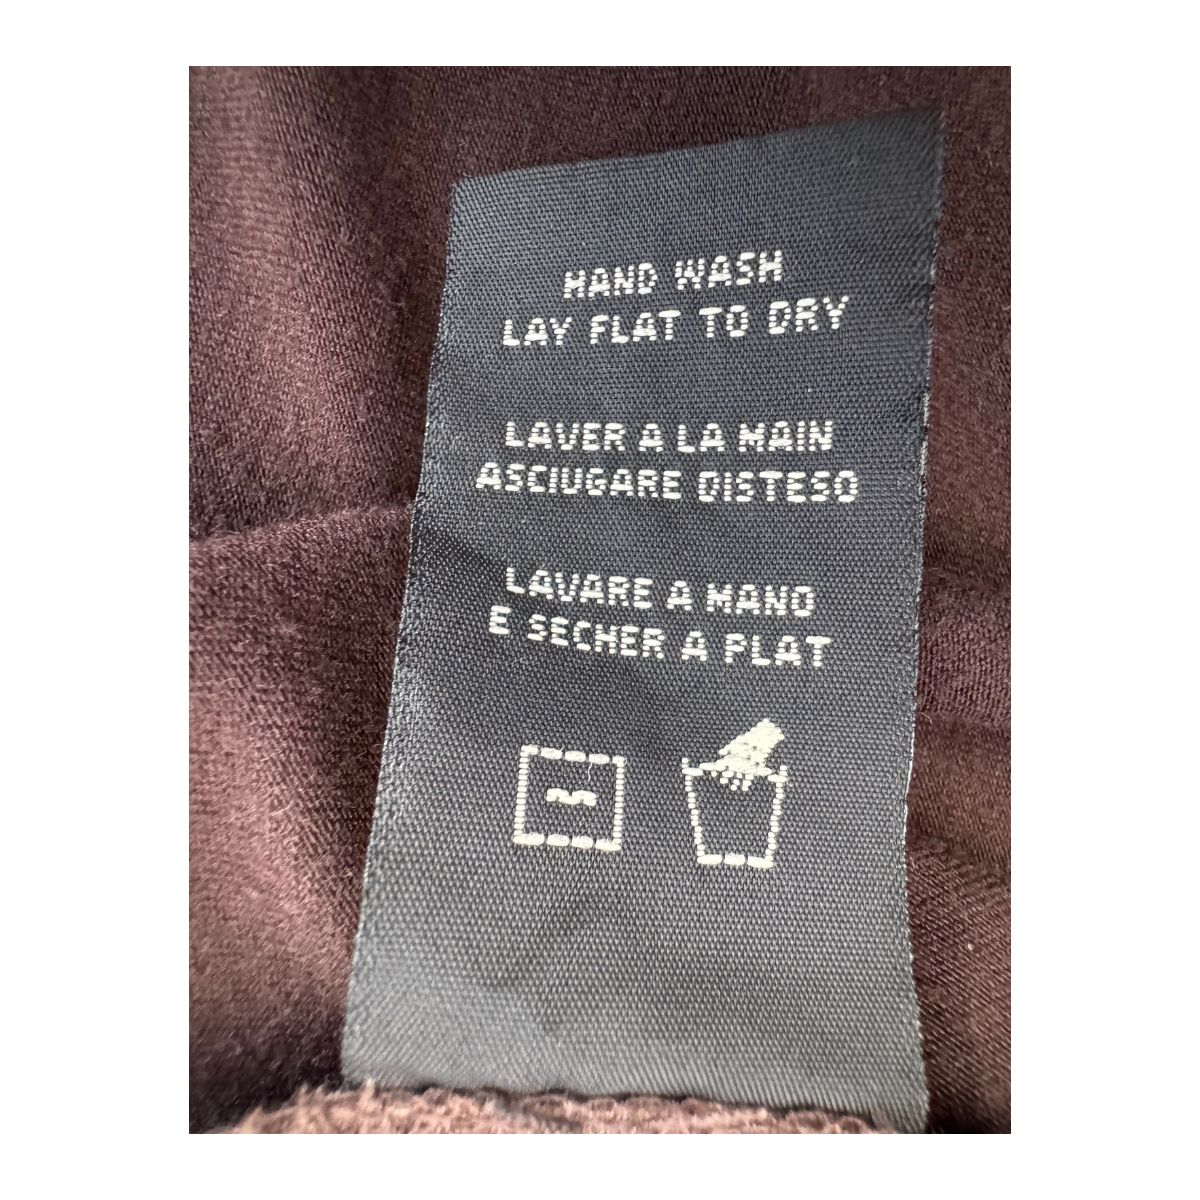 HAND WASH
LAY FLAT TO DRY
LAVER A LA MAIN
ASCIUGARE DISTESO
LAVARE A MANO
E SECHER A PLAT